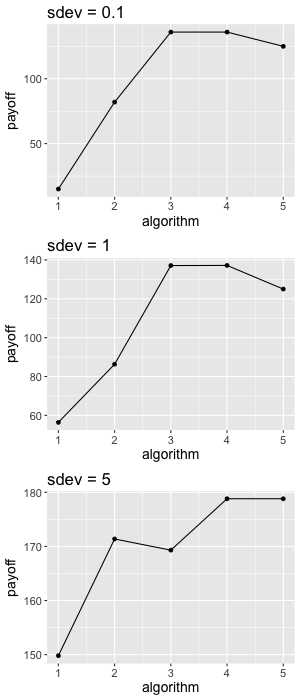 sdev = 0.1
100
50
payoff
1 2 3 4 5
algorithm
sdev = 1
140
120
100
80
60
payoff
1 2 3 4 5
algorithm
sdev = 5
180
170
160
150
payoff
1 2 3 4 5
algorithm